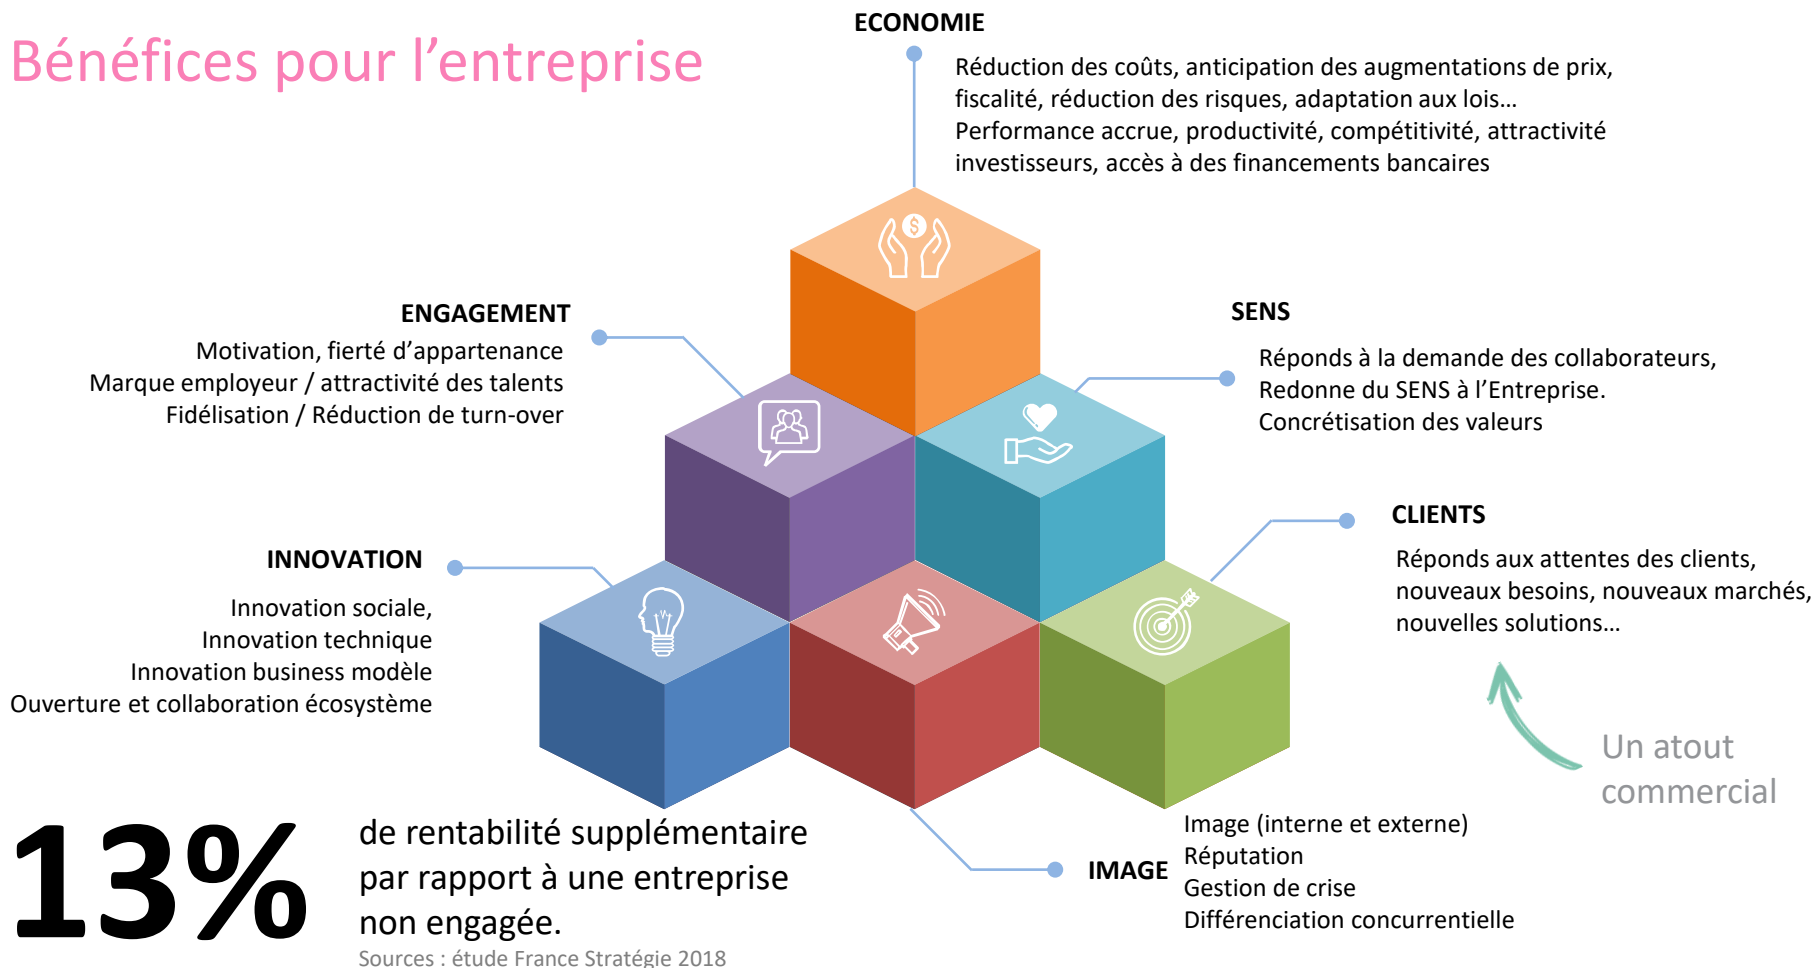 Bénéfices pour l'entreprise
ECONOMIE
Réduction des coûts, anticipation des augmentations de prix,
fiscalité, réduction des risques, adaptation aux lois…
Performance accrue, productivité, compétitivité, attractivité
investisseurs, accès à des financements bancaires
$
ENGAGEMENT
Motivation, fierté d'appartenance
Marque employeur / attractivité des talents
Fidélisation / Réduction de turn-over
SENS
Réponds à la demande des collaborateurs,
Redonne du SENS à l'Entreprise.
Concrétisation des valeurs
INNOVATION
Innovation sociale,
Innovation technique
Innovation business modèle
Ouverture et collaboration écosystème
CLIENTS
Réponds aux attentes des clients,
nouveaux besoins, nouveaux marchés,
nouvelles solutions…
Un atout
commercial
13%
de rentabilité supplémentaire
par rapport à une entreprise
non engagée.
Sources : étude France Stratégie 2018
IMAGE
Image (interne et externe)
Réputation
Gestion de crise
Différenciation concurrentielle